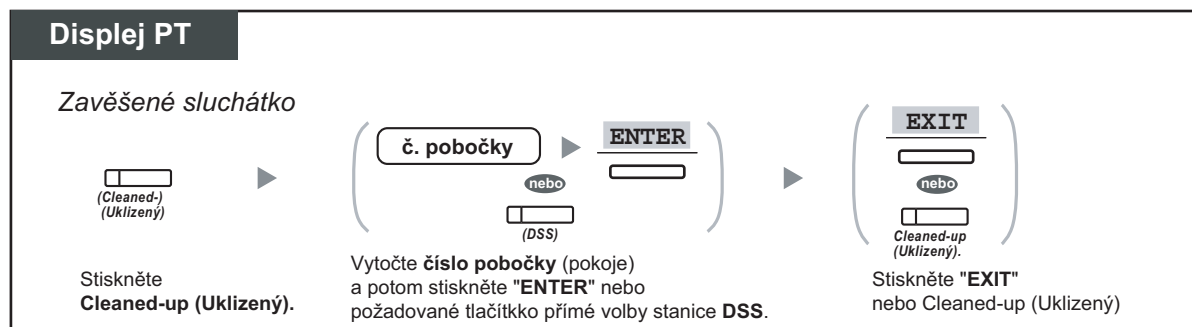 Displej PT
Zavěšené sluchátko
(Cleaned-)
(Uklizený)
č. pobočky
ENTER
nebo
(DSS)
EXIT
nebo
Cleaned-up
(Uklizený).
Stiskněte
Cleaned-up (Uklizený).
Vytočte číslo pobočky (pokoje)
a potom stiskněte "ENTER" nebo
požadované tlačítkko přímé volby stanice DSS.
Stiskněte "EXIT"
nebo Cleaned-up (Uklizený)